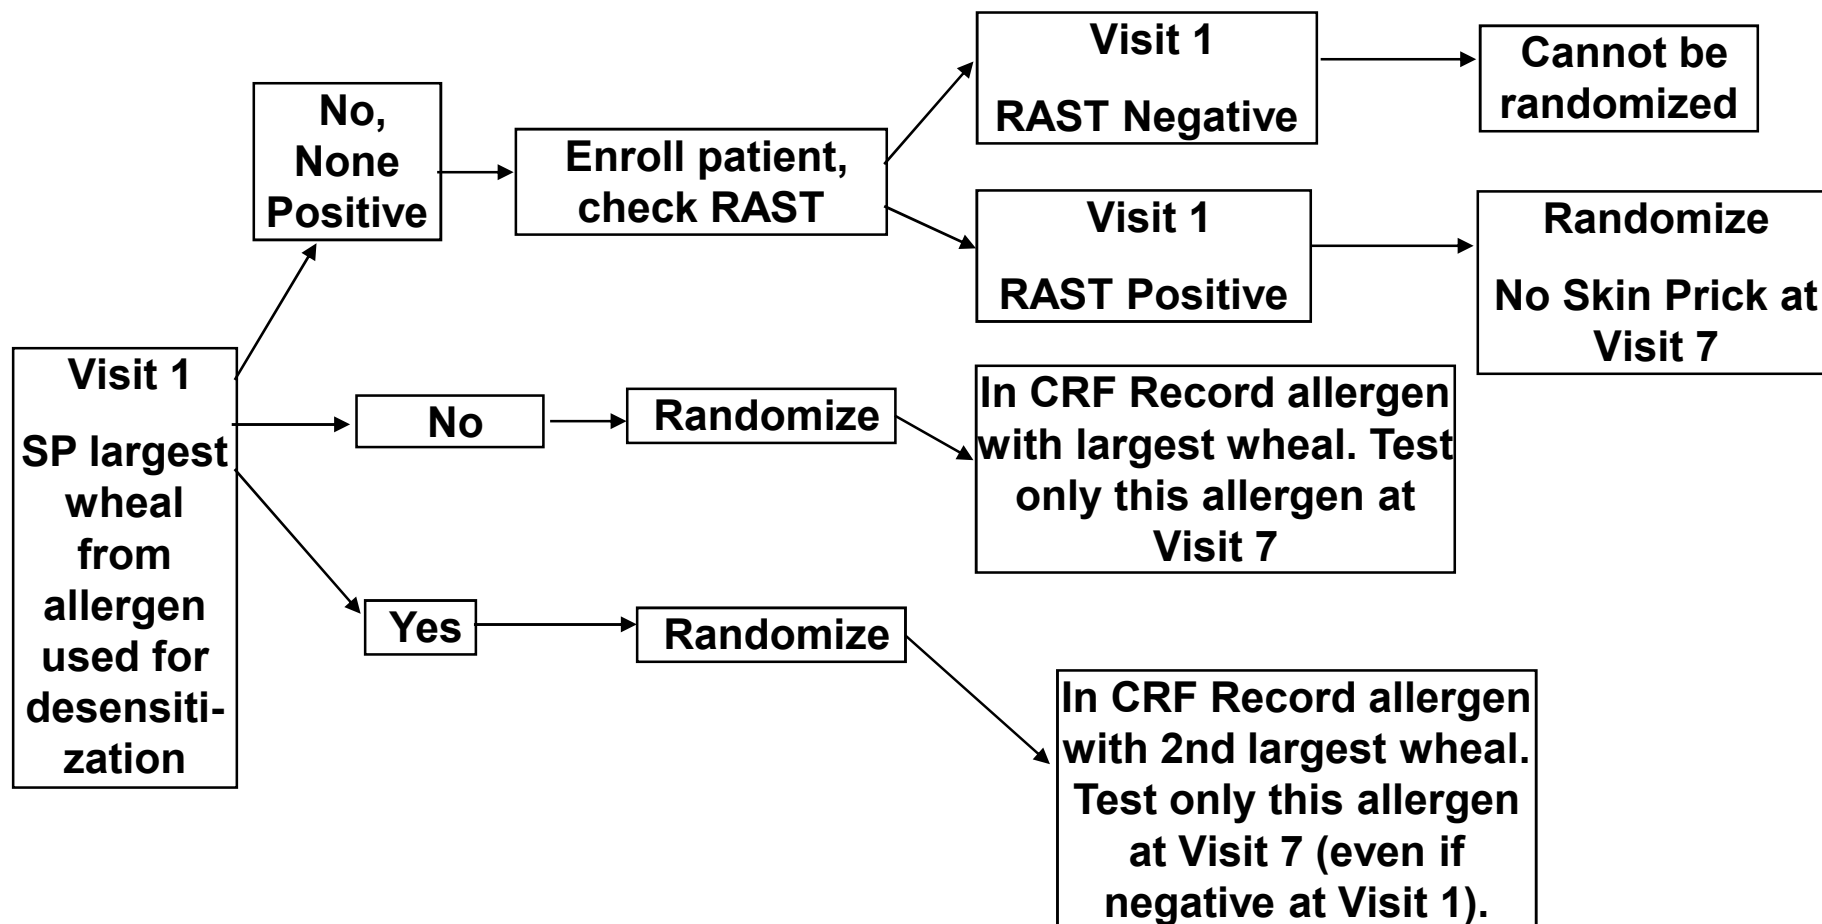 Visit 1
SP largest
wheal
from
allergen
used for
desensiti-
zation
No,
None
Positive
Enroll patient,
check RAST
Visit 1
RAST Negative
Cannot be
randomized
Visit 1
RAST Positive
Randomize
No Skin Prick at
Visit 7
No
Randomize
In CRF Record allergen
with largest wheal. Test
only this allergen at
Visit 7
Yes
Randomize
In CRF Record allergen
with 2nd largest wheal.
Test only this allergen
at Visit 7 (even if
negative at Visit 1).